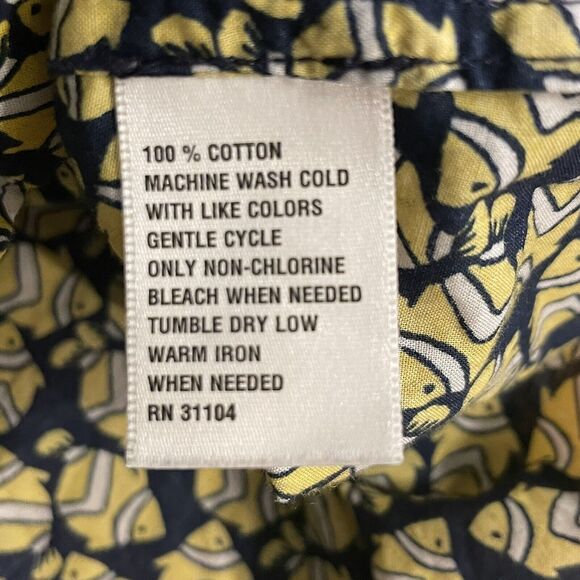 100 % COTTON
MACHINE WASH COLD
WITH LIKE COLORS
GENTLE CYCLE
ONLY NON-CHLORINE
BLEACH WHEN NEEDED
TUMBLE DRY LOW
WARM IRON
WHEN NEEDED
RN 31104